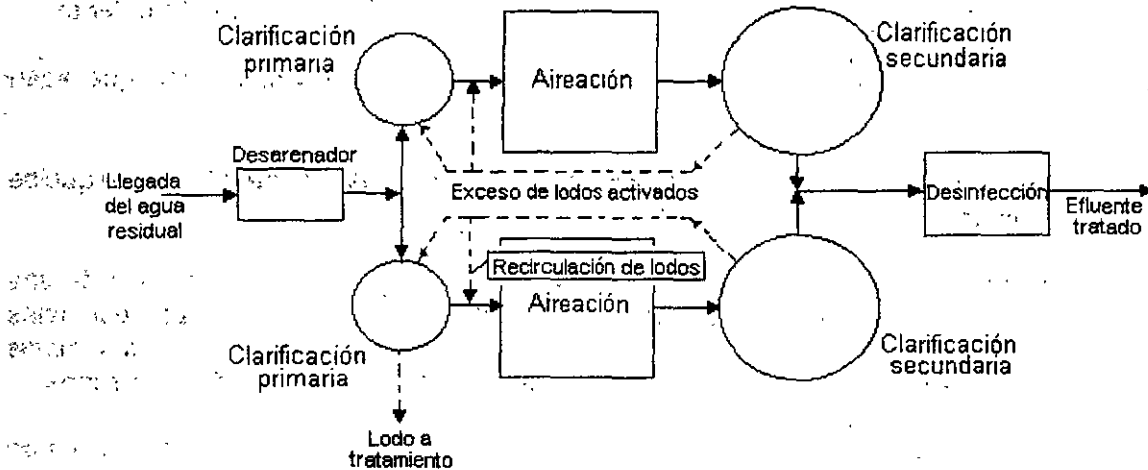 Clarificación
primaria
Aireación
Clarificación
secundaria
Desarenador
Llegada
del agua
residual
Exceso de lodos activados
Desinfección
Efluente
tratado
Recirculación de lodos
Aireación
Clarificación
primaria
Clarificación
secundaria
Lodo a
tratamiento